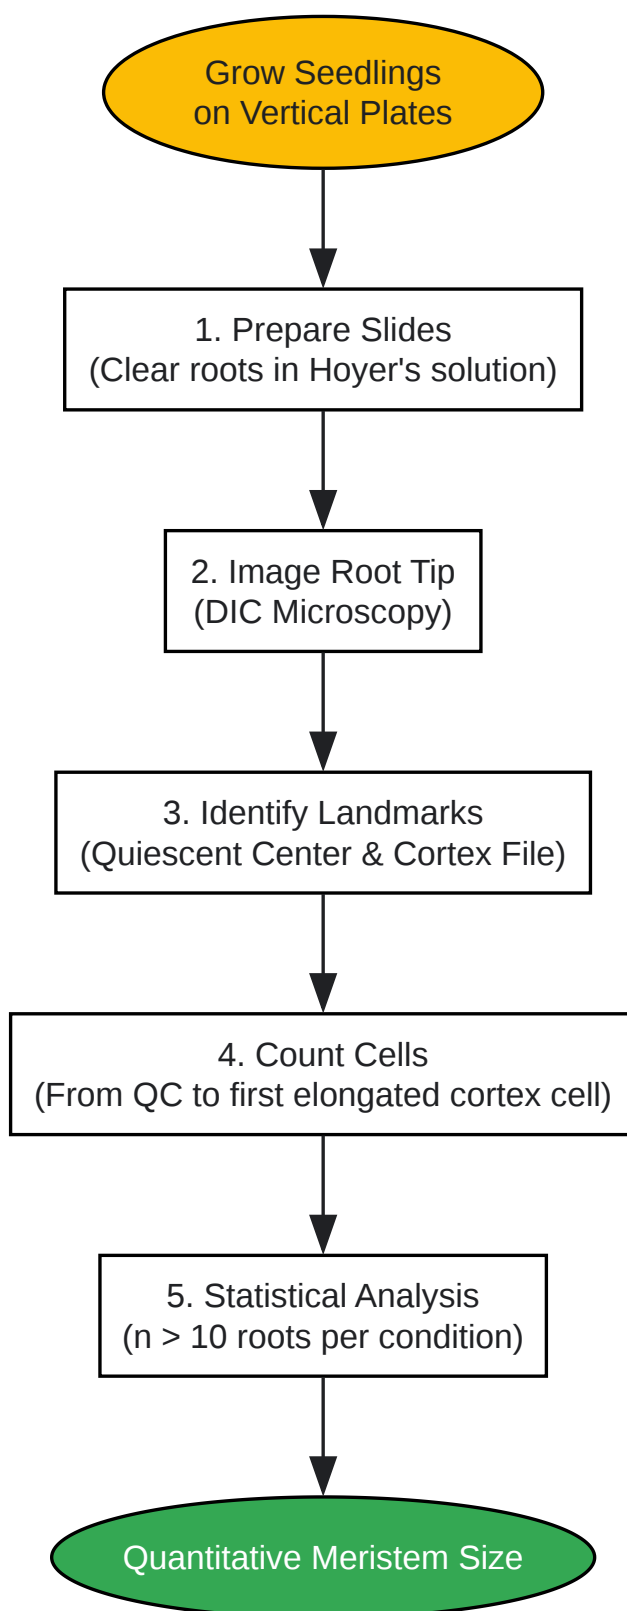 Grow Seedlings
on Vertical Plates
1. Prepare Slides
(Clear roots in Hoyer's solution)
2. Image Root Tip
(DIC Microscopy)
3. Identify Landmarks
(Quiescent Center & Cortex File)
4. Count Cells
(From QC to first elongated cortex cell)
5. Statistical Analysis
(n > 10 roots per condition)
Quantitative Meristem Size